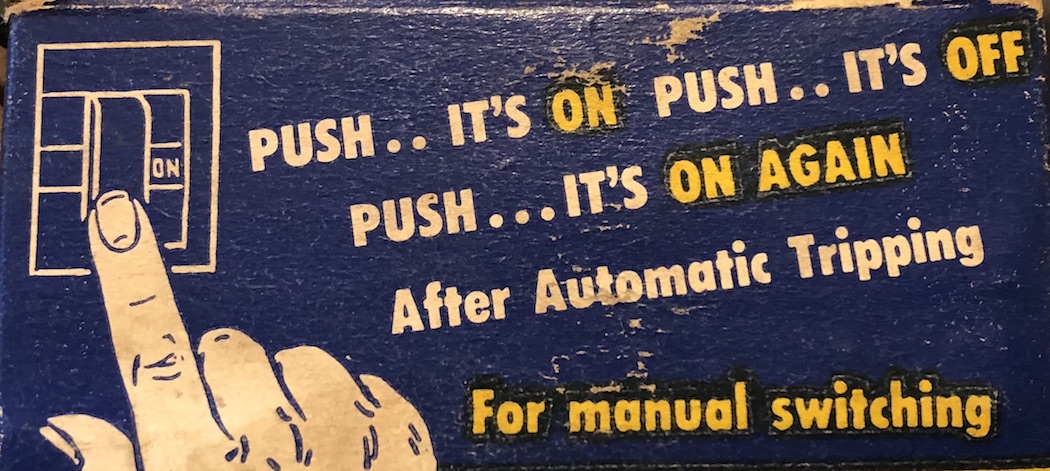 PUSH.. IT'S ON PUSH.. IT'S OFF
ON
PUSH...IT'S ON AGAIN
After Automatic Tripping
For manual switching